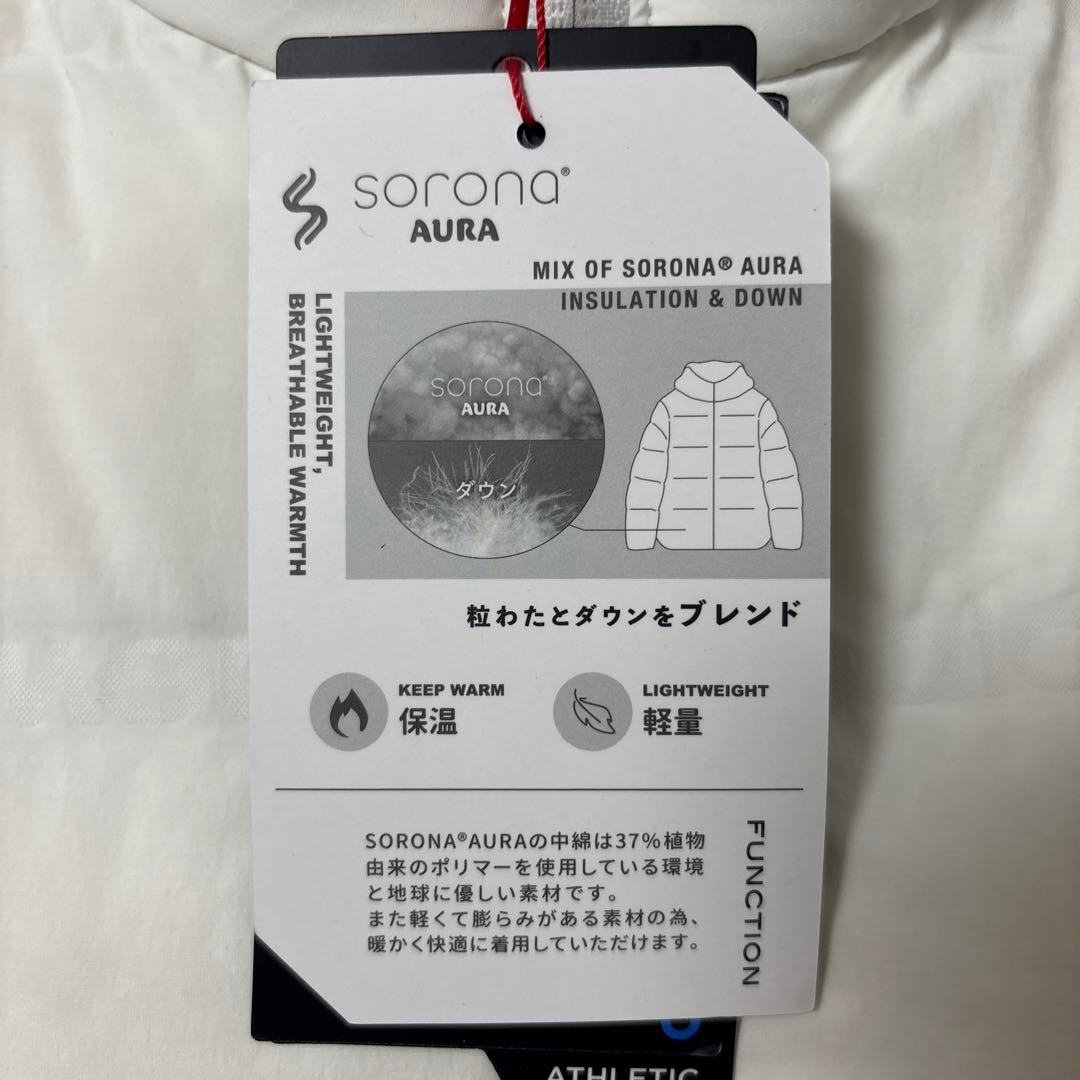 sorona®
AURA
MIX OF SORONA® AURA
INSULATION & DOWN
LIGHTWEIGHT,
BREATHABLE WARMTH
sorona®
AURA
ダウン
粒わたとダウンをブレンド
KEEP WARM
保温
LIGHTWEIGHT
軽量
SORONA®AURAの中綿は37%植物
由来のポリマーを使用している環境
と地球に優しい素材です。
また軽くて膨らみがある素材の為、
暖かく快適に着用していただけます。
FUNCTION
ATHLETIC